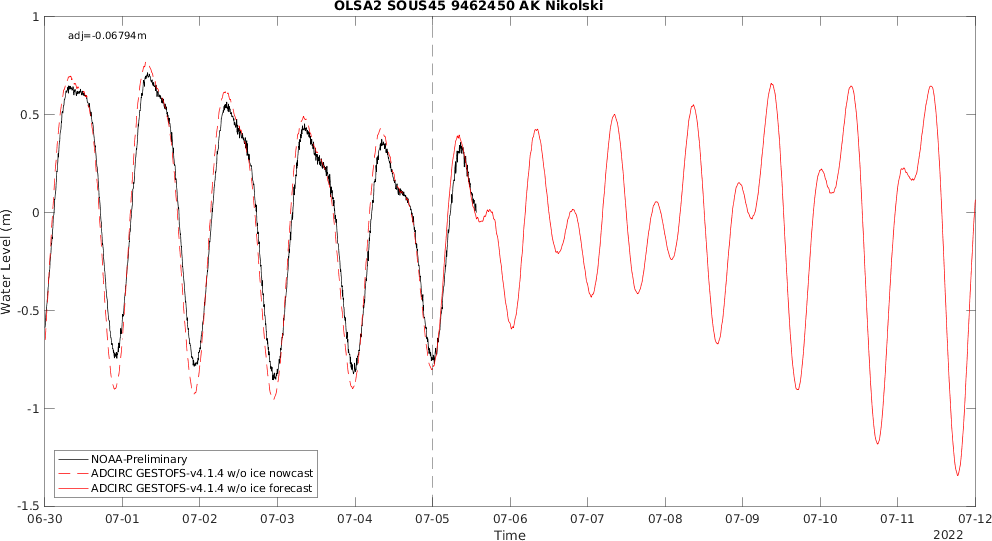 OLSA2 SOUS45 9462450 AK Nikolski
adj=-0.06794m
1
0.5
0
-0.5
-1
-1.5
Water Level (m)
NOAA-Preliminary
ADCIRC GESTOFS-v4.1.4 w/o ice nowcast
ADCIRC GESTOFS-v4.1.4 w/o ice forecast
06-30 07-01 07-02 07-03 07-04 07-05 07-06 07-07 07-08 07-09 07-10 07-11 07-12
Time
2022